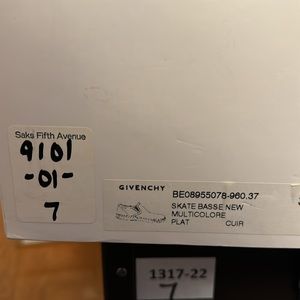 Saks Fifth Avenue
9101
-01-
7
GIVENCHY
BE08955078-960.37
SKATE BASSE NEW
MULTICOLORE
PLAT CUIR
1317-22
7